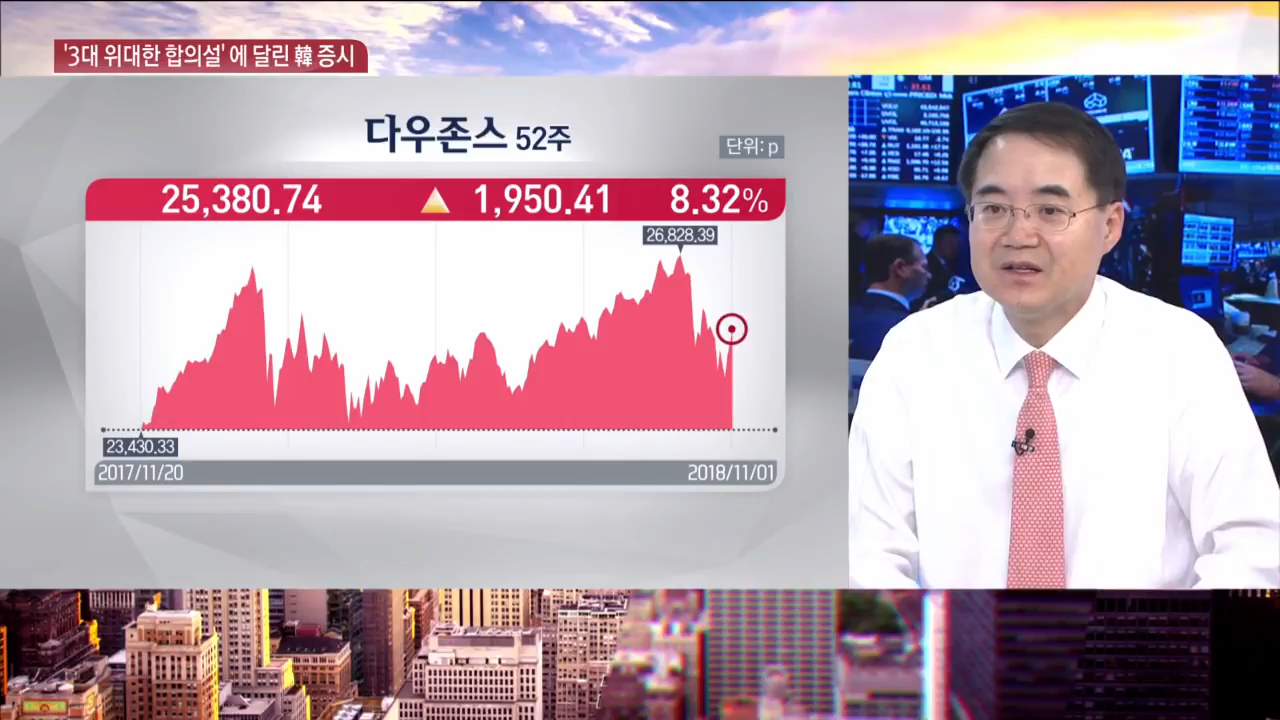 '3대 위대한 합의설' 에 달린 韓 증시
다우존스 52주
단위: p
25,380.74 ▲ 1,950.41 8.32%
26,828.39
23,430.33
2017/11/20 2018/11/01